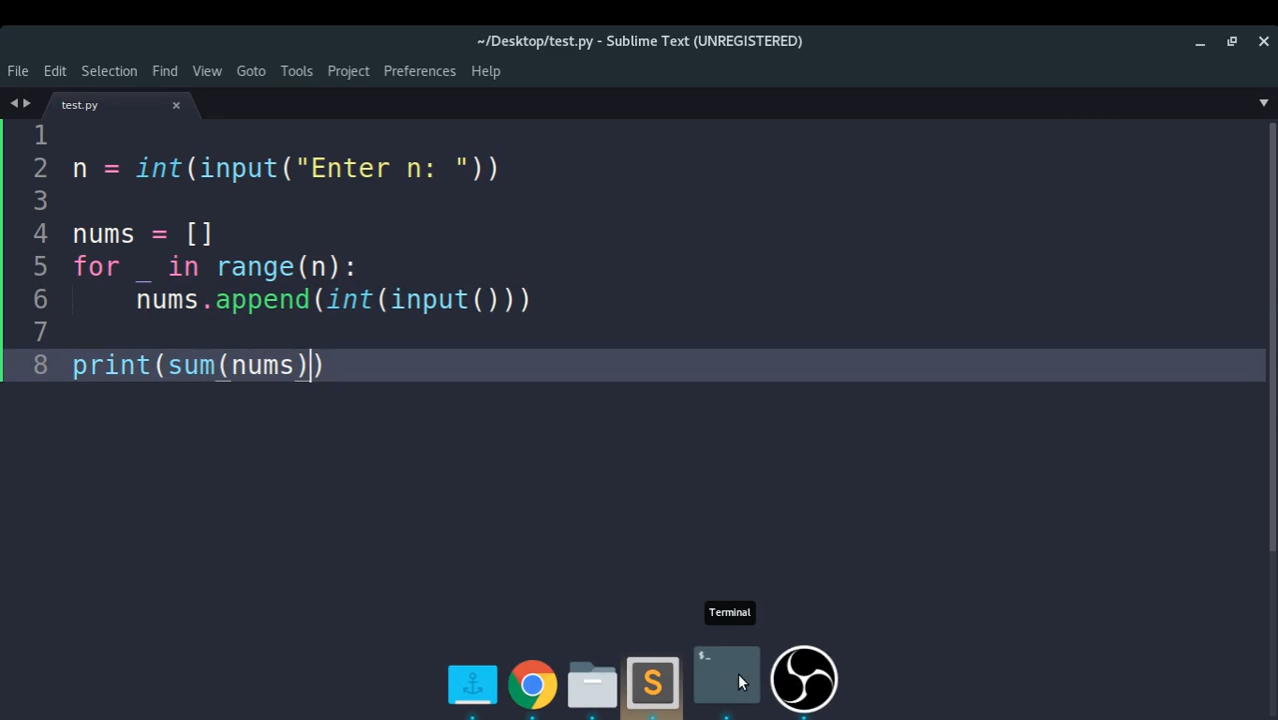 ~/Desktop/test.py - Sublime Text (UNREGISTERED)
File Edit Selection Find View Goto Tools Project Preferences Help
test.py
1
2 n = int(input("Enter n: "))
3
4 nums = []
5 for _ in range(n):
6     nums.append(int(input()))
7
8 print(sum(nums))
Terminal
$_
S